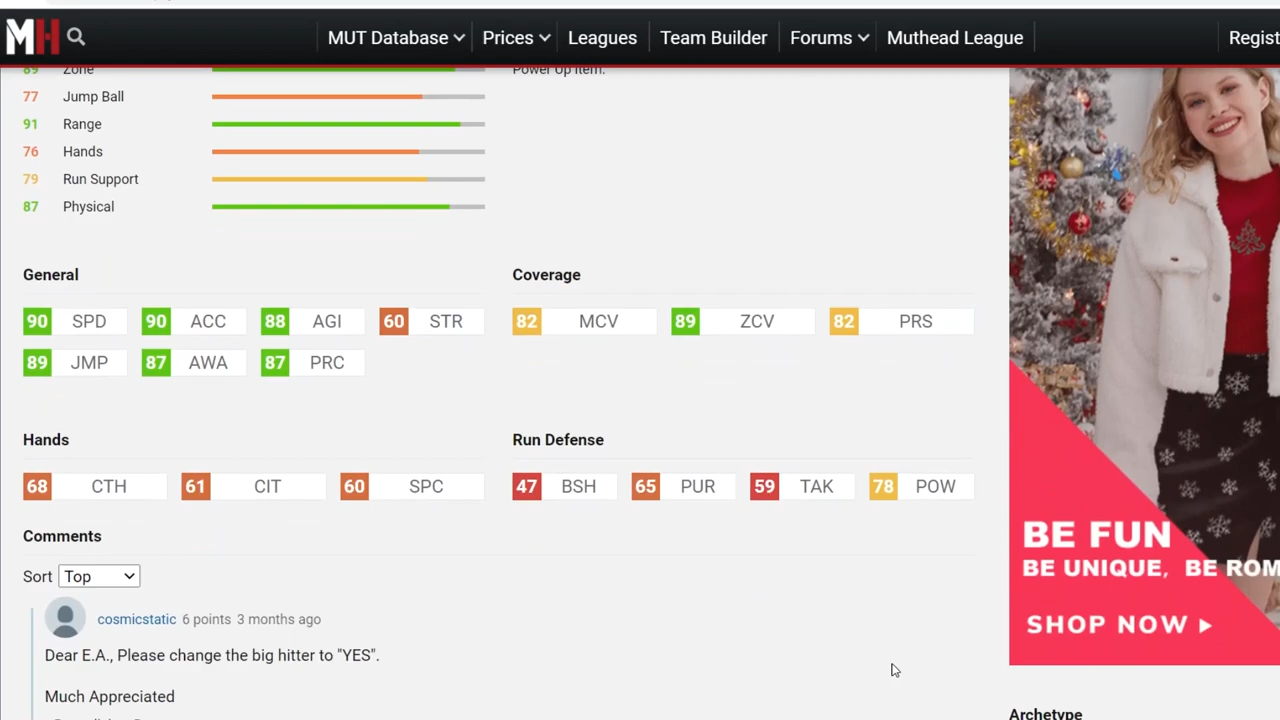 MH
MUT Database
Prices
Leagues
Team Builder
Forums
Muthead League
Regist
89 Zone
Power Up item.
77 Jump Ball
91 Range
76 Hands
79 Run Support
87 Physical
General
90 SPD
90 ACC
88 AGI
60 STR
89 JMP
87 AWA
87 PRC
Coverage
82 MCV
89 ZCV
82 PRS
Hands
68 CTH
61 CIT
60 SPC
Run Defense
47 BSH
65 PUR
59 TAK
78 POW
Comments
Sort Top
cosmicstatic 6 points 3 months ago
Dear E.A., Please change the big hitter to "YES".
Much Appreciated
BE FUN
BE UNIQUE, BE ROM
SHOP NOW
Archetype